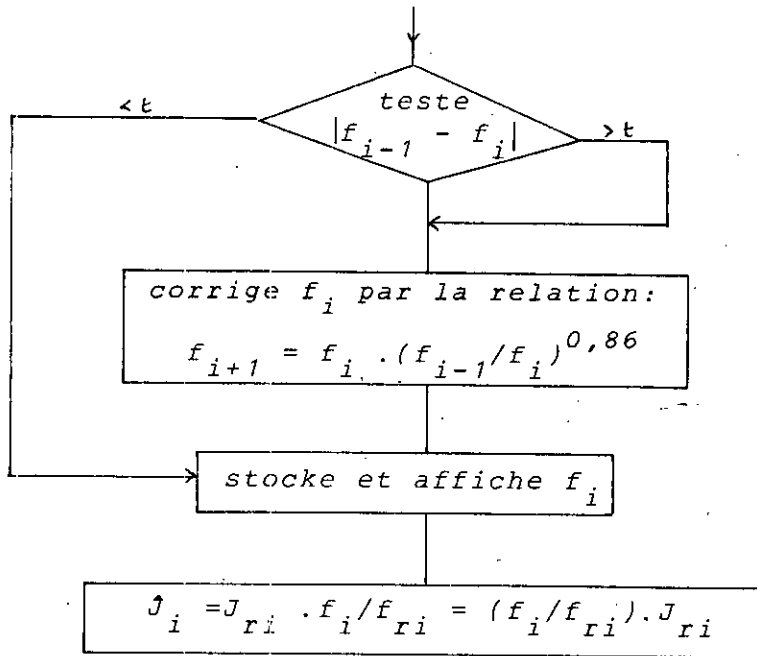 teste
< t
|f_{i-1} - f_i|
> t
corrige f_i par la relation:
f_{i+1} = f_i . (f_{i-1}/f_i)^{0,86}
stocke et affiche f_i
Ĵ_i = J_{ri} . f_i/f_{ri} = (f_i/f_{ri}). J_{ri}